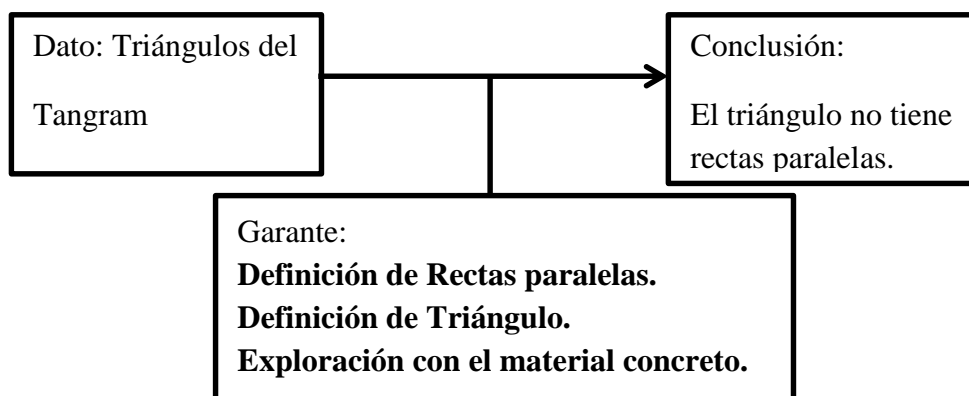 Dato: Triángulos del
Tangram
Conclusión:
El triángulo no tiene
rectas paralelas.
Garante:
Definición de Rectas paralelas.
Definición de Triángulo.
Exploración con el material concreto.